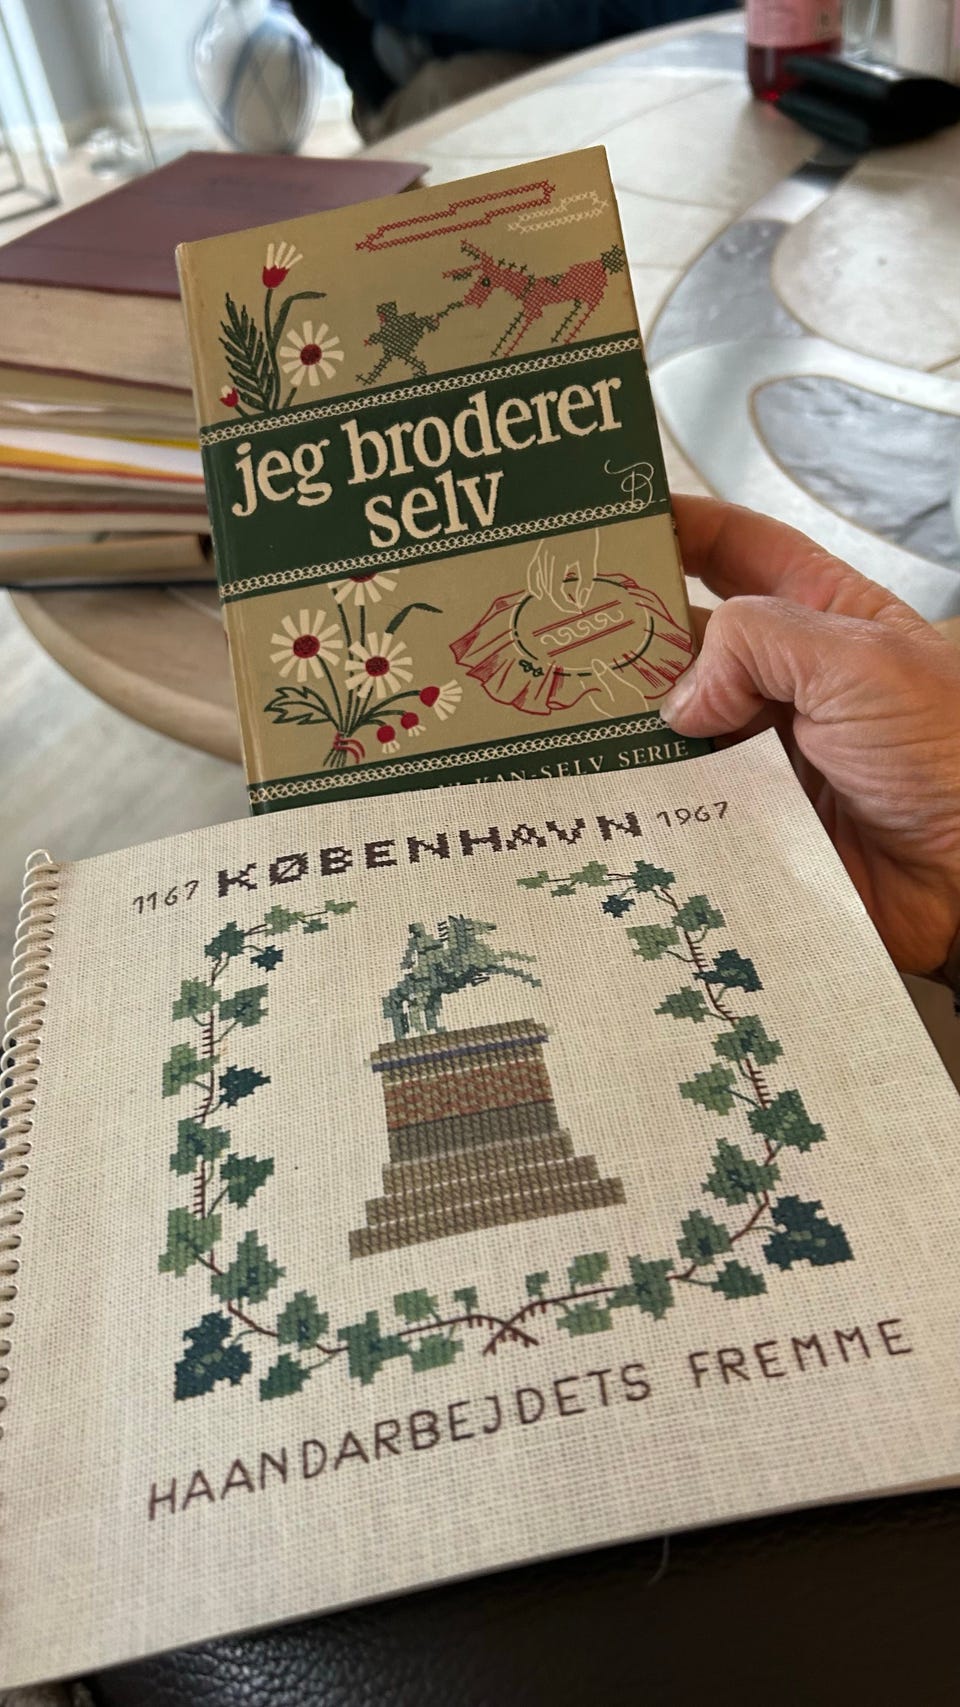 jeg broderer
selv
KAN-SELV SERIE
1167 KØBENHAVN 1967
HAANDARBEJDETS FREMME